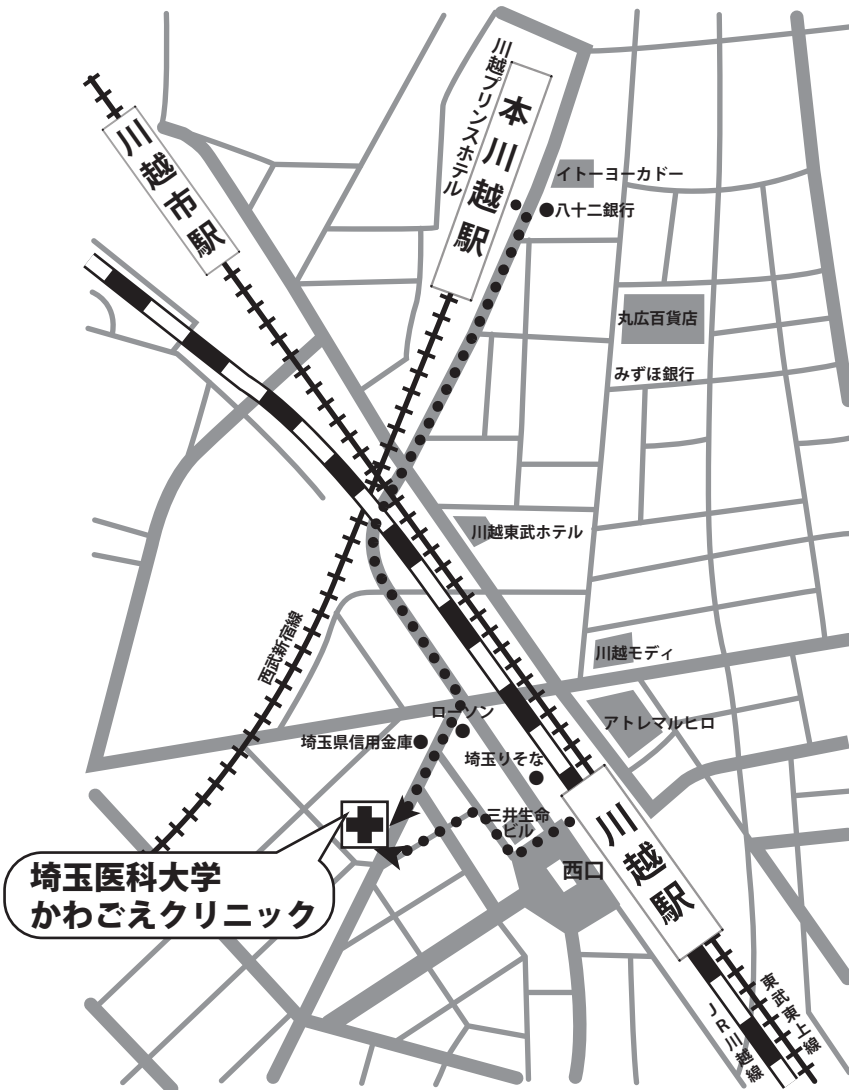 川越プリンスホテル
本川越駅
川越市駅
イトーヨーカドー
八十二銀行
丸広百貨店
みずほ銀行
川越東武ホテル
西武新宿線
川越モディ
ローソン
アトレマルヒロ
埼玉県信用金庫
埼玉りそな
三井生命
ビル
川越駅
西口
埼玉医科大学
かわごえクリニック
東武東上線
JR川越線